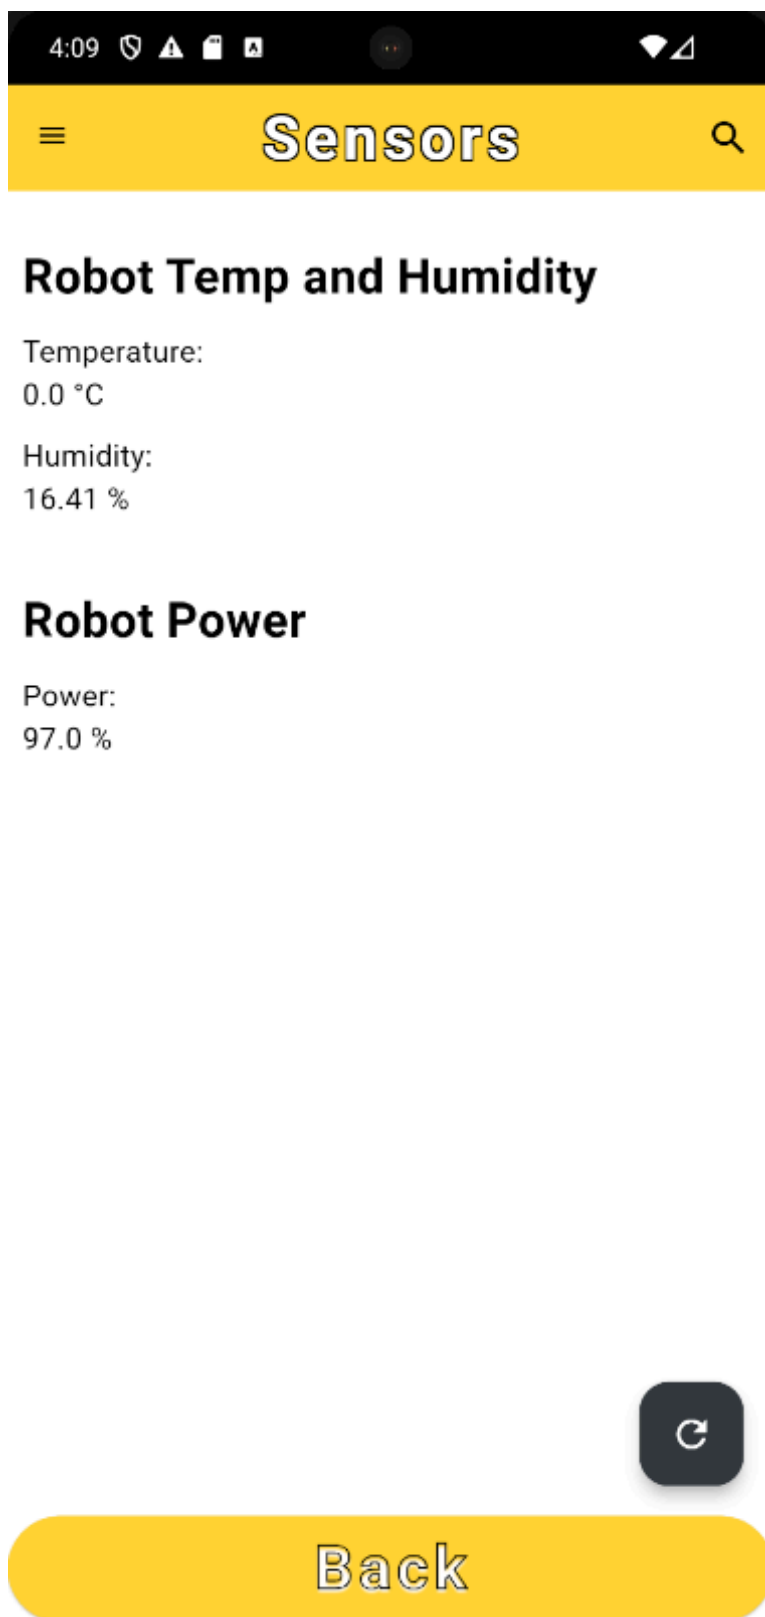 4:09
Sensors
Robot Temp and Humidity
Temperature:
0.0 °C
Humidity:
16.41 %
Robot Power
Power:
97.0 %
Back